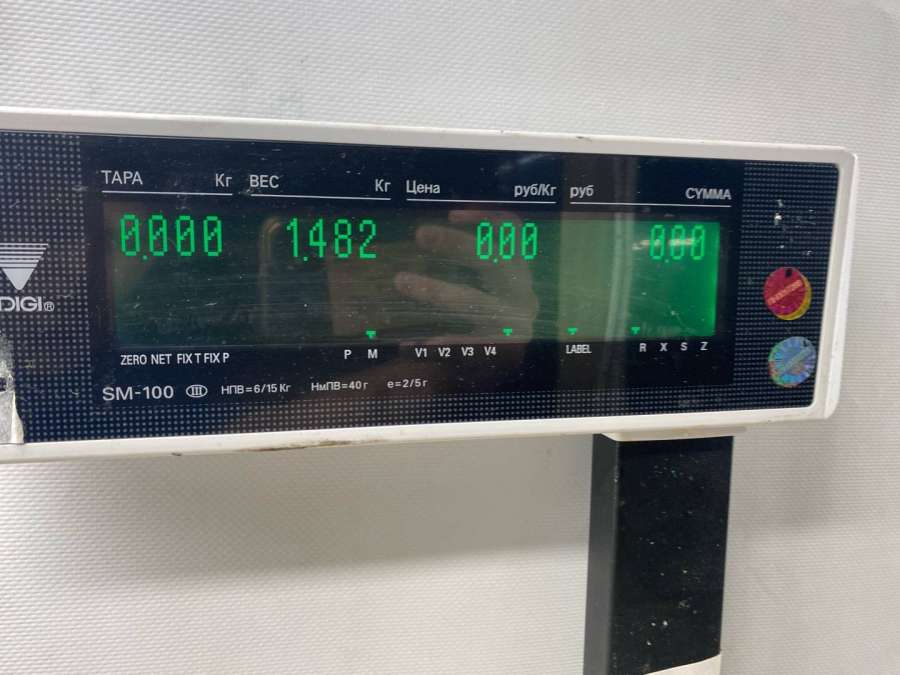 ТАРА Кг ВЕС Кг Цена руб/Кг руб СУММА
0.000 1.482 0.00 0.00
DIGI®
ZERO NET FIX T FIX P P M V1 V2 V3 V4 LABEL R X S Z
SM-100 III НПВ=6/15 Кг НмПВ=40 г е=2/5 г